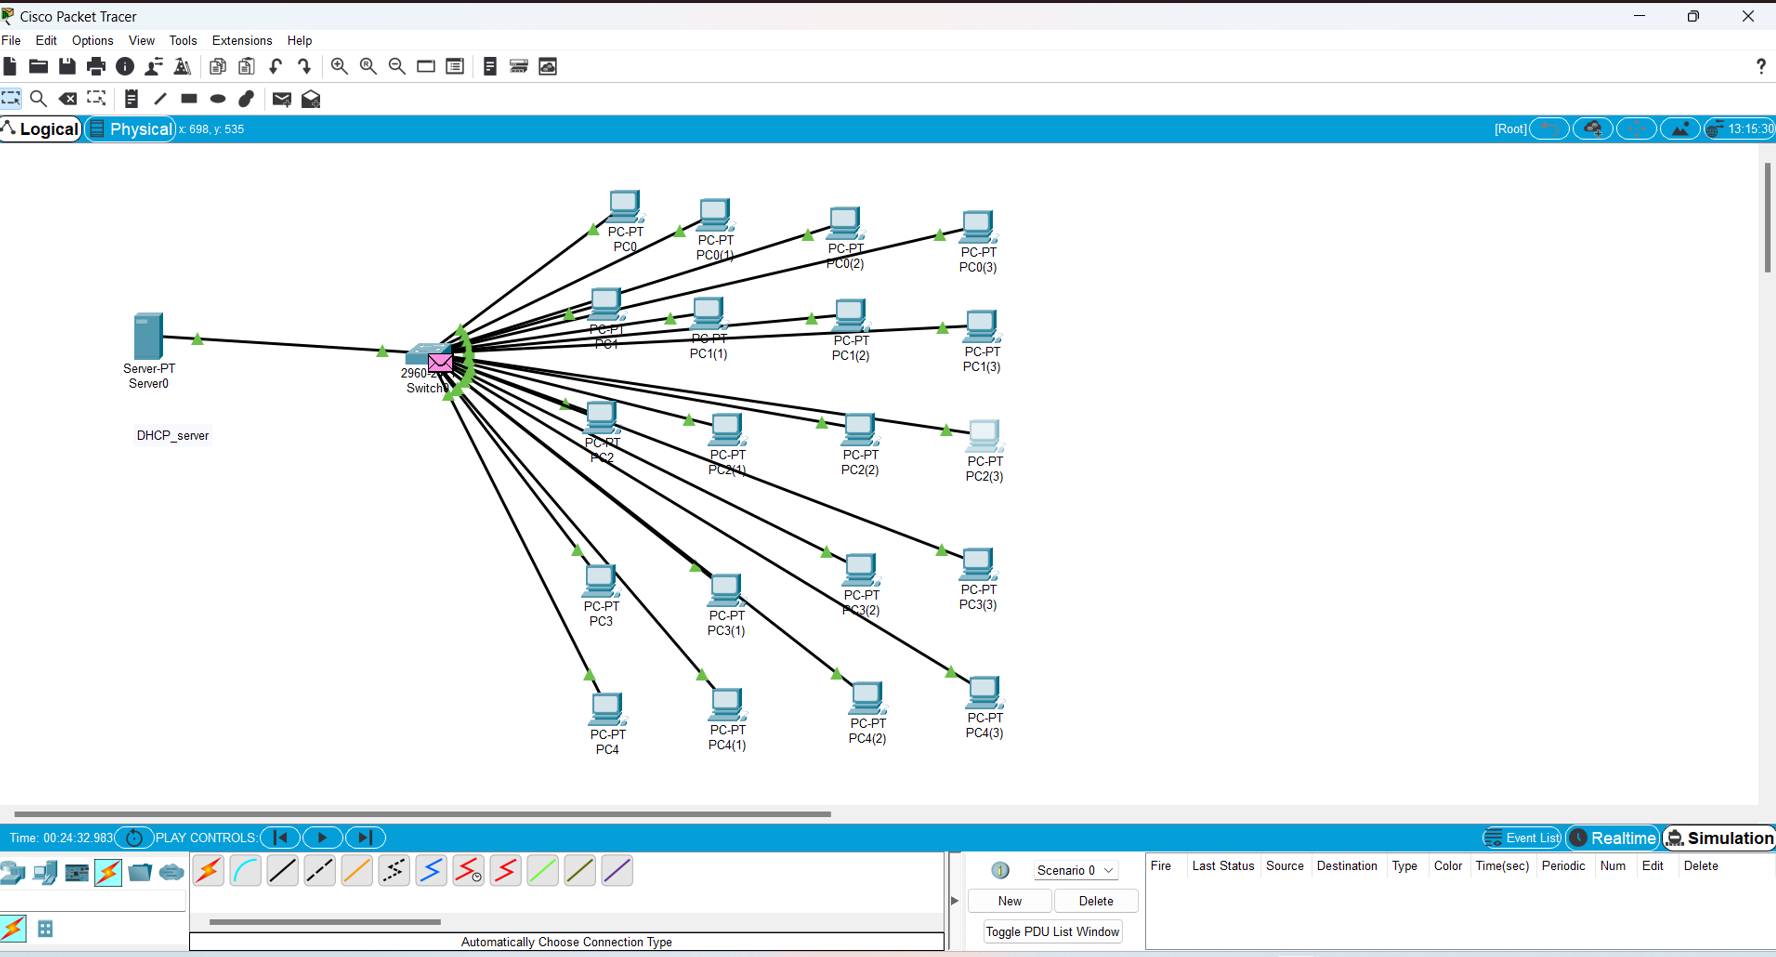 Cisco Packet Tracer
File Edit Options View Tools Extensions Help
?
Logical Physical x: 698, y: 535 [Root] 13:15:30
PC-PT
PC0
PC-PT
PC0(1)
PC-PT
PC0(2)
PC-PT
PC0(3)
PC-PT
PC1
PC-PT
PC1(1)
PC-PT
PC1(2)
PC-PT
PC1(3)
Server-PT
Server0
Switch0
DHCP_server
PC-PT
PC2
PC-PT
PC2(1)
PC-PT
PC2(2)
PC-PT
PC2(3)
PC-PT
PC3
PC-PT
PC3(1)
PC-PT
PC3(2)
PC-PT
PC3(3)
PC-PT
PC4
PC-PT
PC4(1)
PC-PT
PC4(2)
PC-PT
PC4(3)
Time: 00:24:32.983 PLAY CONTROLS: Event List Realtime Simulation
Scenario 0
New Delete
Toggle PDU List Window
Fire Last Status Source Destination Type Color Time(sec) Periodic Num Edit Delete
Automatically Choose Connection Type